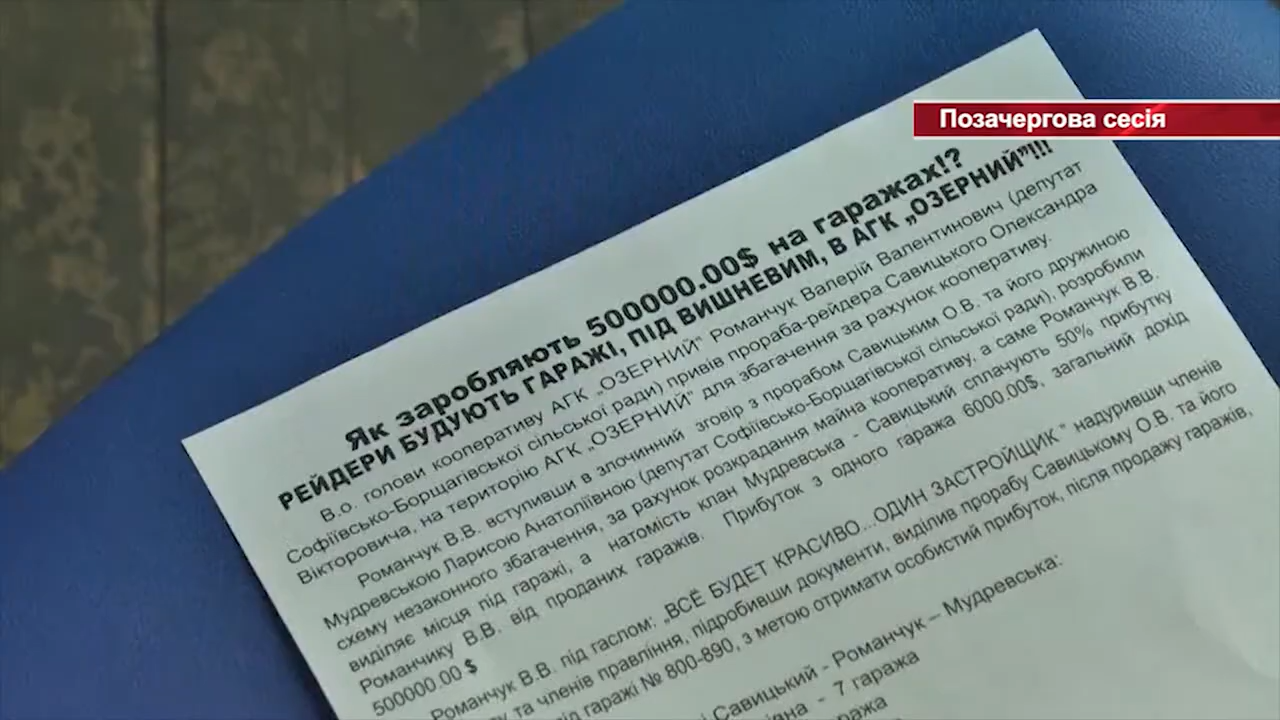 Позачергова сесія
Як заробляють 500000.00$ на гаражах!?
РЕЙДЕРИ БУДУЮТЬ ГАРАЖІ, ПІД ВИШНЕВИМ, В АГК „ОЗЕРНИЙ”!!!
В.о. голови кооперативу АГК „ОЗЕРНИЙ” Романчук Валерій Валентинович (депутат
Софіївсько-Борщагівської сільської ради) привів прораба-рейдера Савицького Олександра
Вікторовича, на територію АГК „ОЗЕРНИЙ” для збагачення за рахунок кооперативу.
Романчук В.В. вступивши в злочинний зговір з прорабом Савицьким О.В. та його дружиною
Мудревською Ларисою Анатоліївною (депутат Софіївсько-Борщагівської сільської ради), розробили
схему незаконного збагачення, за рахунок розкрадання майна кооперативу, а саме Романчук В.В.
виділяє місця під гаражі, а натомість клан Мудревська - Савицький сплачують 50% прибутку
Романчику В.В. від проданих гаражів. Прибуток з одного гаража 6000.00$, загальний дохід
500000.00 $
Романчук В.В. під гаслом: „ВСЁ БУДЕТ КРАСИВО...ОДИН ЗАСТРОЙЩИК “ надуривши членів
та членів правління, підробивши документи, виділив прорабу Савицькому О.В. та його
гаражі № 800-890, з метою отримати особистий прибуток, після продажу гаражів,
Савицький - Романчук – Мудревська:
- 7 гаража